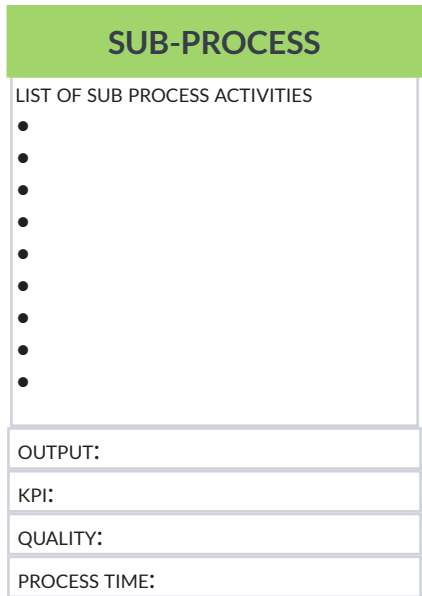 SUB-PROCESS
LIST OF SUB PROCESS ACTIVITIES
●
●
●
●
●
●
●
●
●
OUTPUT:
KPI:
QUALITY:
PROCESS TIME: